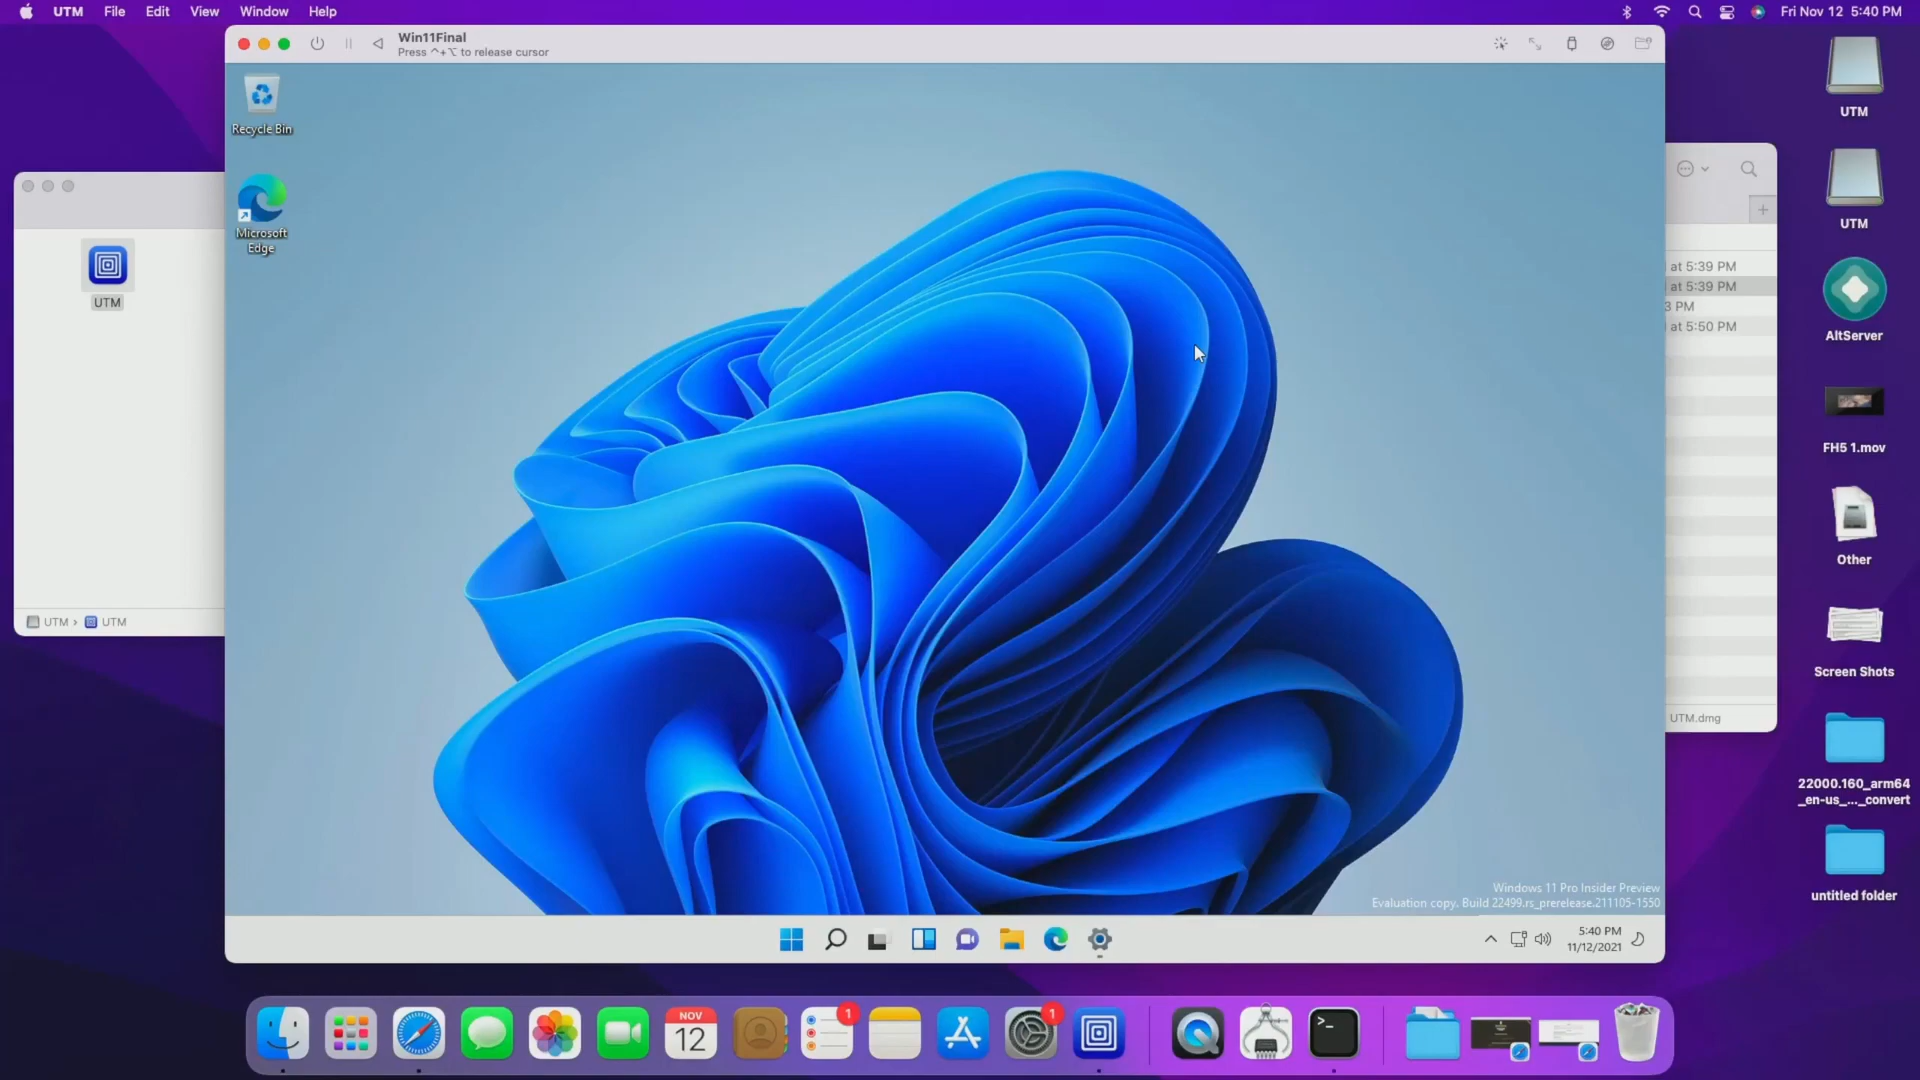 UTM File Edit View Window Help
Fri Nov 12 5:40 PM
Win11Final
Press ^+⌥ to release cursor
Recycle Bin
Microsoft
Edge
UTM
UTM › UTM
at 5:39 PM
at 5:39 PM
3 PM
at 5:50 PM
UTM.dmg
UTM
UTM
AltServer
FH5 1.mov
Other
Screen Shots
22000.160_arm64
_en-us_..._convert
untitled folder
Windows 11 Pro Insider Preview
Evaluation copy. Build 22499.rs_prerelease.211105-1550
5:40 PM
11/12/2021
NOV
12
1
1
>_